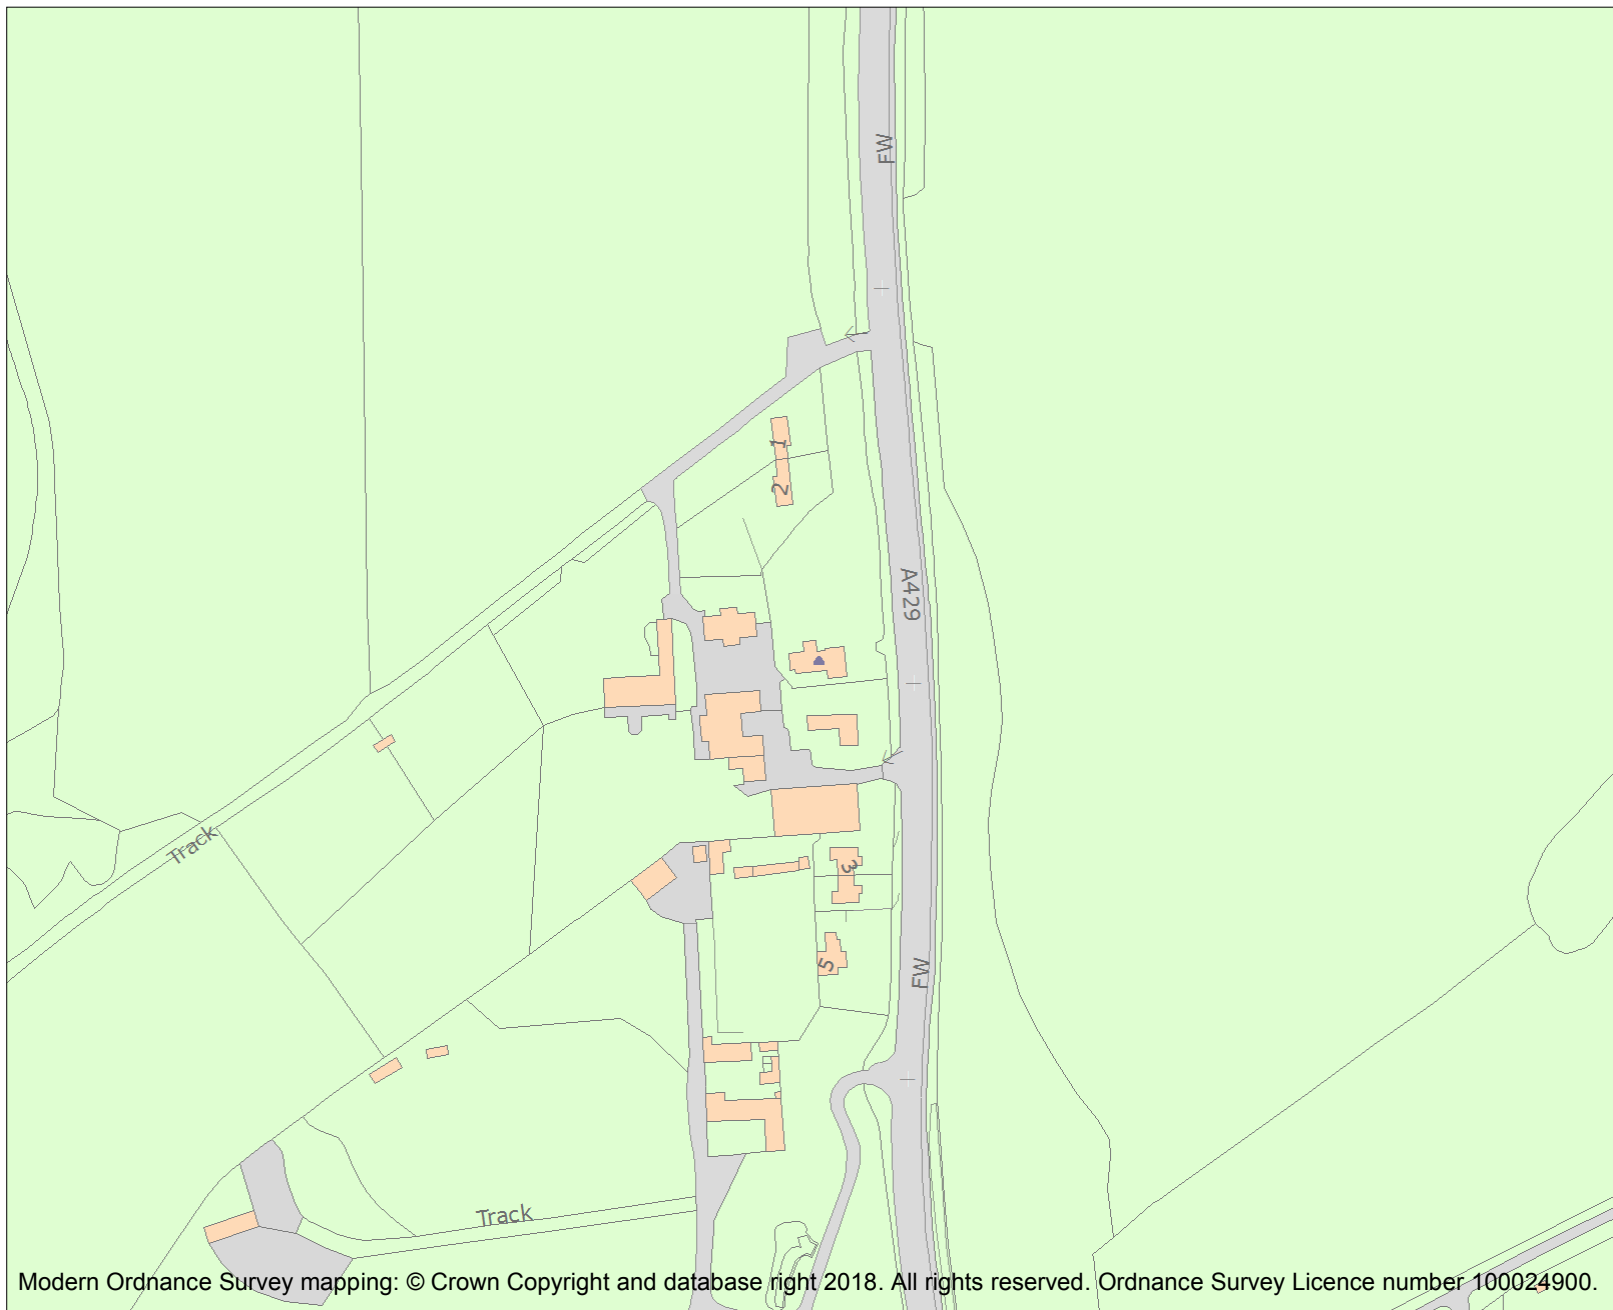 FW
1
2
A429
Track
3
5
FW
Track
Modern Ordnance Survey mapping: © Crown Copyright and database right 2018. All rights reserved. Ordnance Survey Licence number 100024900.